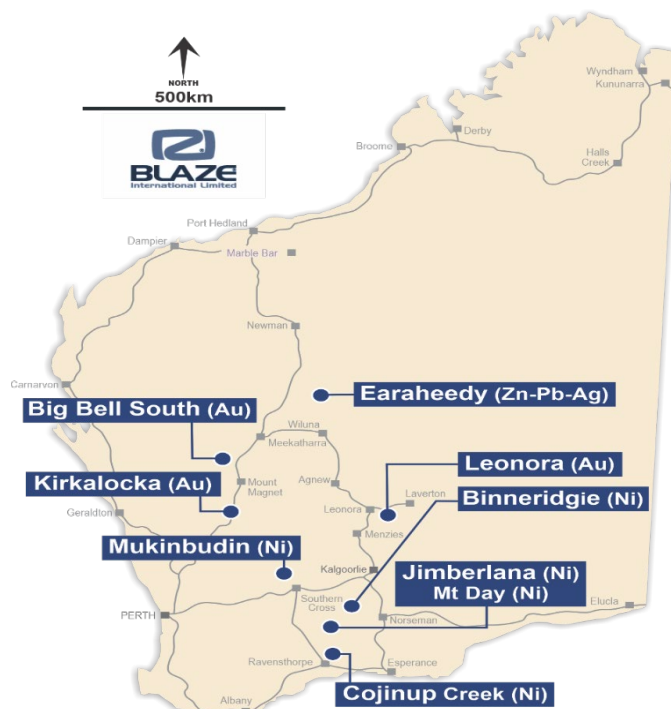 NORTH
500km
BLAZE
International Limited
Wyndham
Kununarra
Derby
Broome
Halls
Creek
Port Hedland
Dampier
Marble Bar
Newman
Carnarvon
Earaheedy (Zn-Pb-Ag)
Big Bell South (Au)
Wiluna
Meekatharra
Leonora (Au)
Kirkalocka (Au)
Mount
Magnet
Agnew
Laverton
Binneridgie (Ni)
Geraldton
Leonora
Menzies
Mukinbudin (Ni)
Kalgoorlie
Jimberlana (Ni)
Mt Day (Ni)
Southern
Cross
Eucla
PERTH
Norseman
Ravensthorpe
Esperance
Cojinup Creek (Ni)
Albany